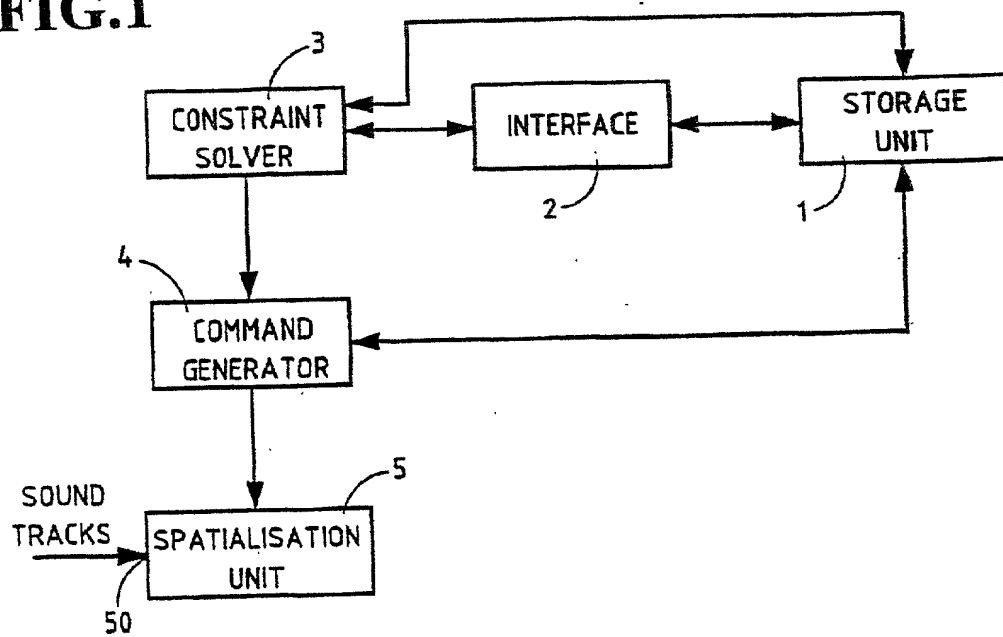 FIG.1
3
CONSTRAINT
SOLVER
INTERFACE
2
STORAGE
UNIT
1
4
COMMAND
GENERATOR
5
SOUND
TRACKS
SPATIALISATION
UNIT
50